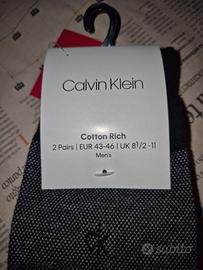 Calvin Klein
Cotton Rich
2 Pairs | EUR 43-46 | UK 81/2 -11
Men's
subito